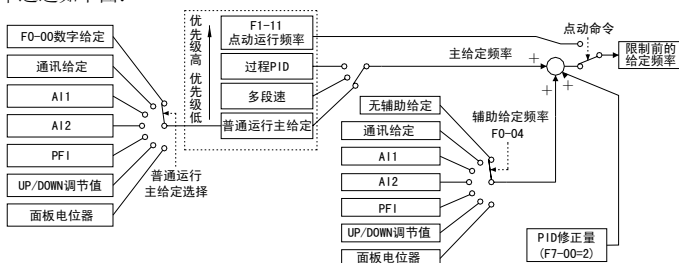 F0-00数字给定
通讯给定
AI1
AI2
PFI
UP/DOWN调节值
面板电位器
普通运行
主给定选择
优先级高 优先级低
F1-11
点动运行频率
过程PID
多段速
普通运行主给定
主给定频率
点动命令
限制前的
给定频率
无辅助给定
通讯给定
AI1
AI2
PFI
UP/DOWN调节值
面板电位器
辅助给定频率
F0-04
PID修正量
(F7-00=2)
+
+
+